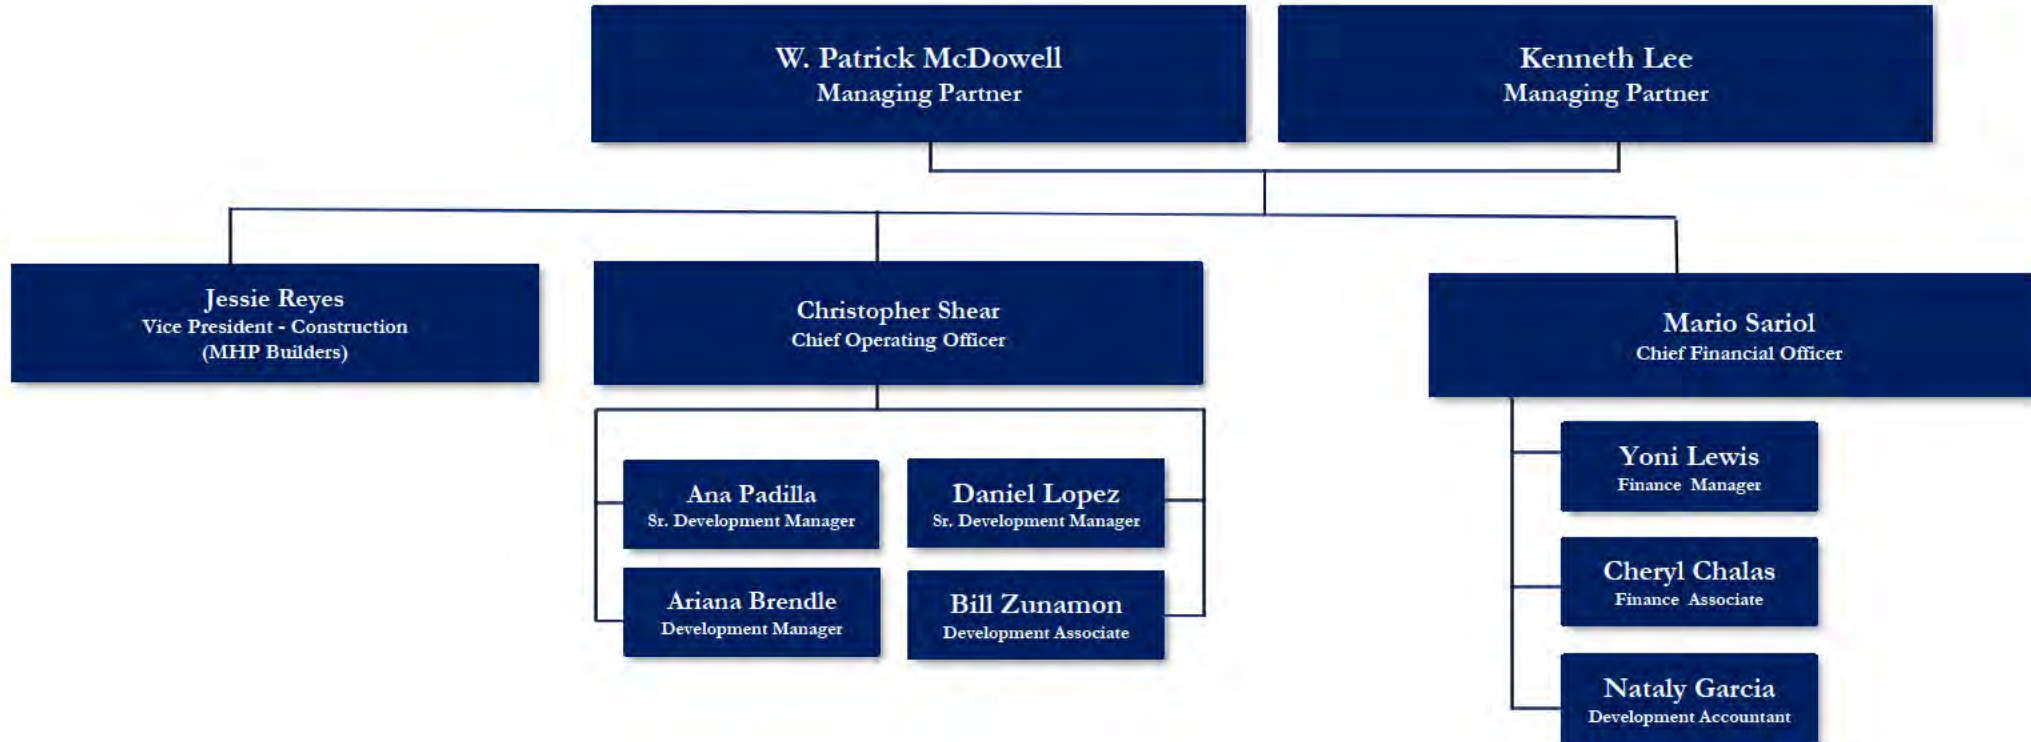 W. Patrick McDowell
Managing Partner
Kenneth Lee
Managing Partner
Jessie Reyes
Vice President - Construction
(MHP Builders)
Christopher Shear
Chief Operating Officer
Mario Sariol
Chief Financial Officer
Ana Padilla
Sr. Development Manager
Daniel Lopez
Sr. Development Manager
Ariana Brendle
Development Manager
Bill Zunamon
Development Associate
Yoni Lewis
Finance Manager
Cheryl Chalas
Finance Associate
Nataly Garcia
Development Accountant